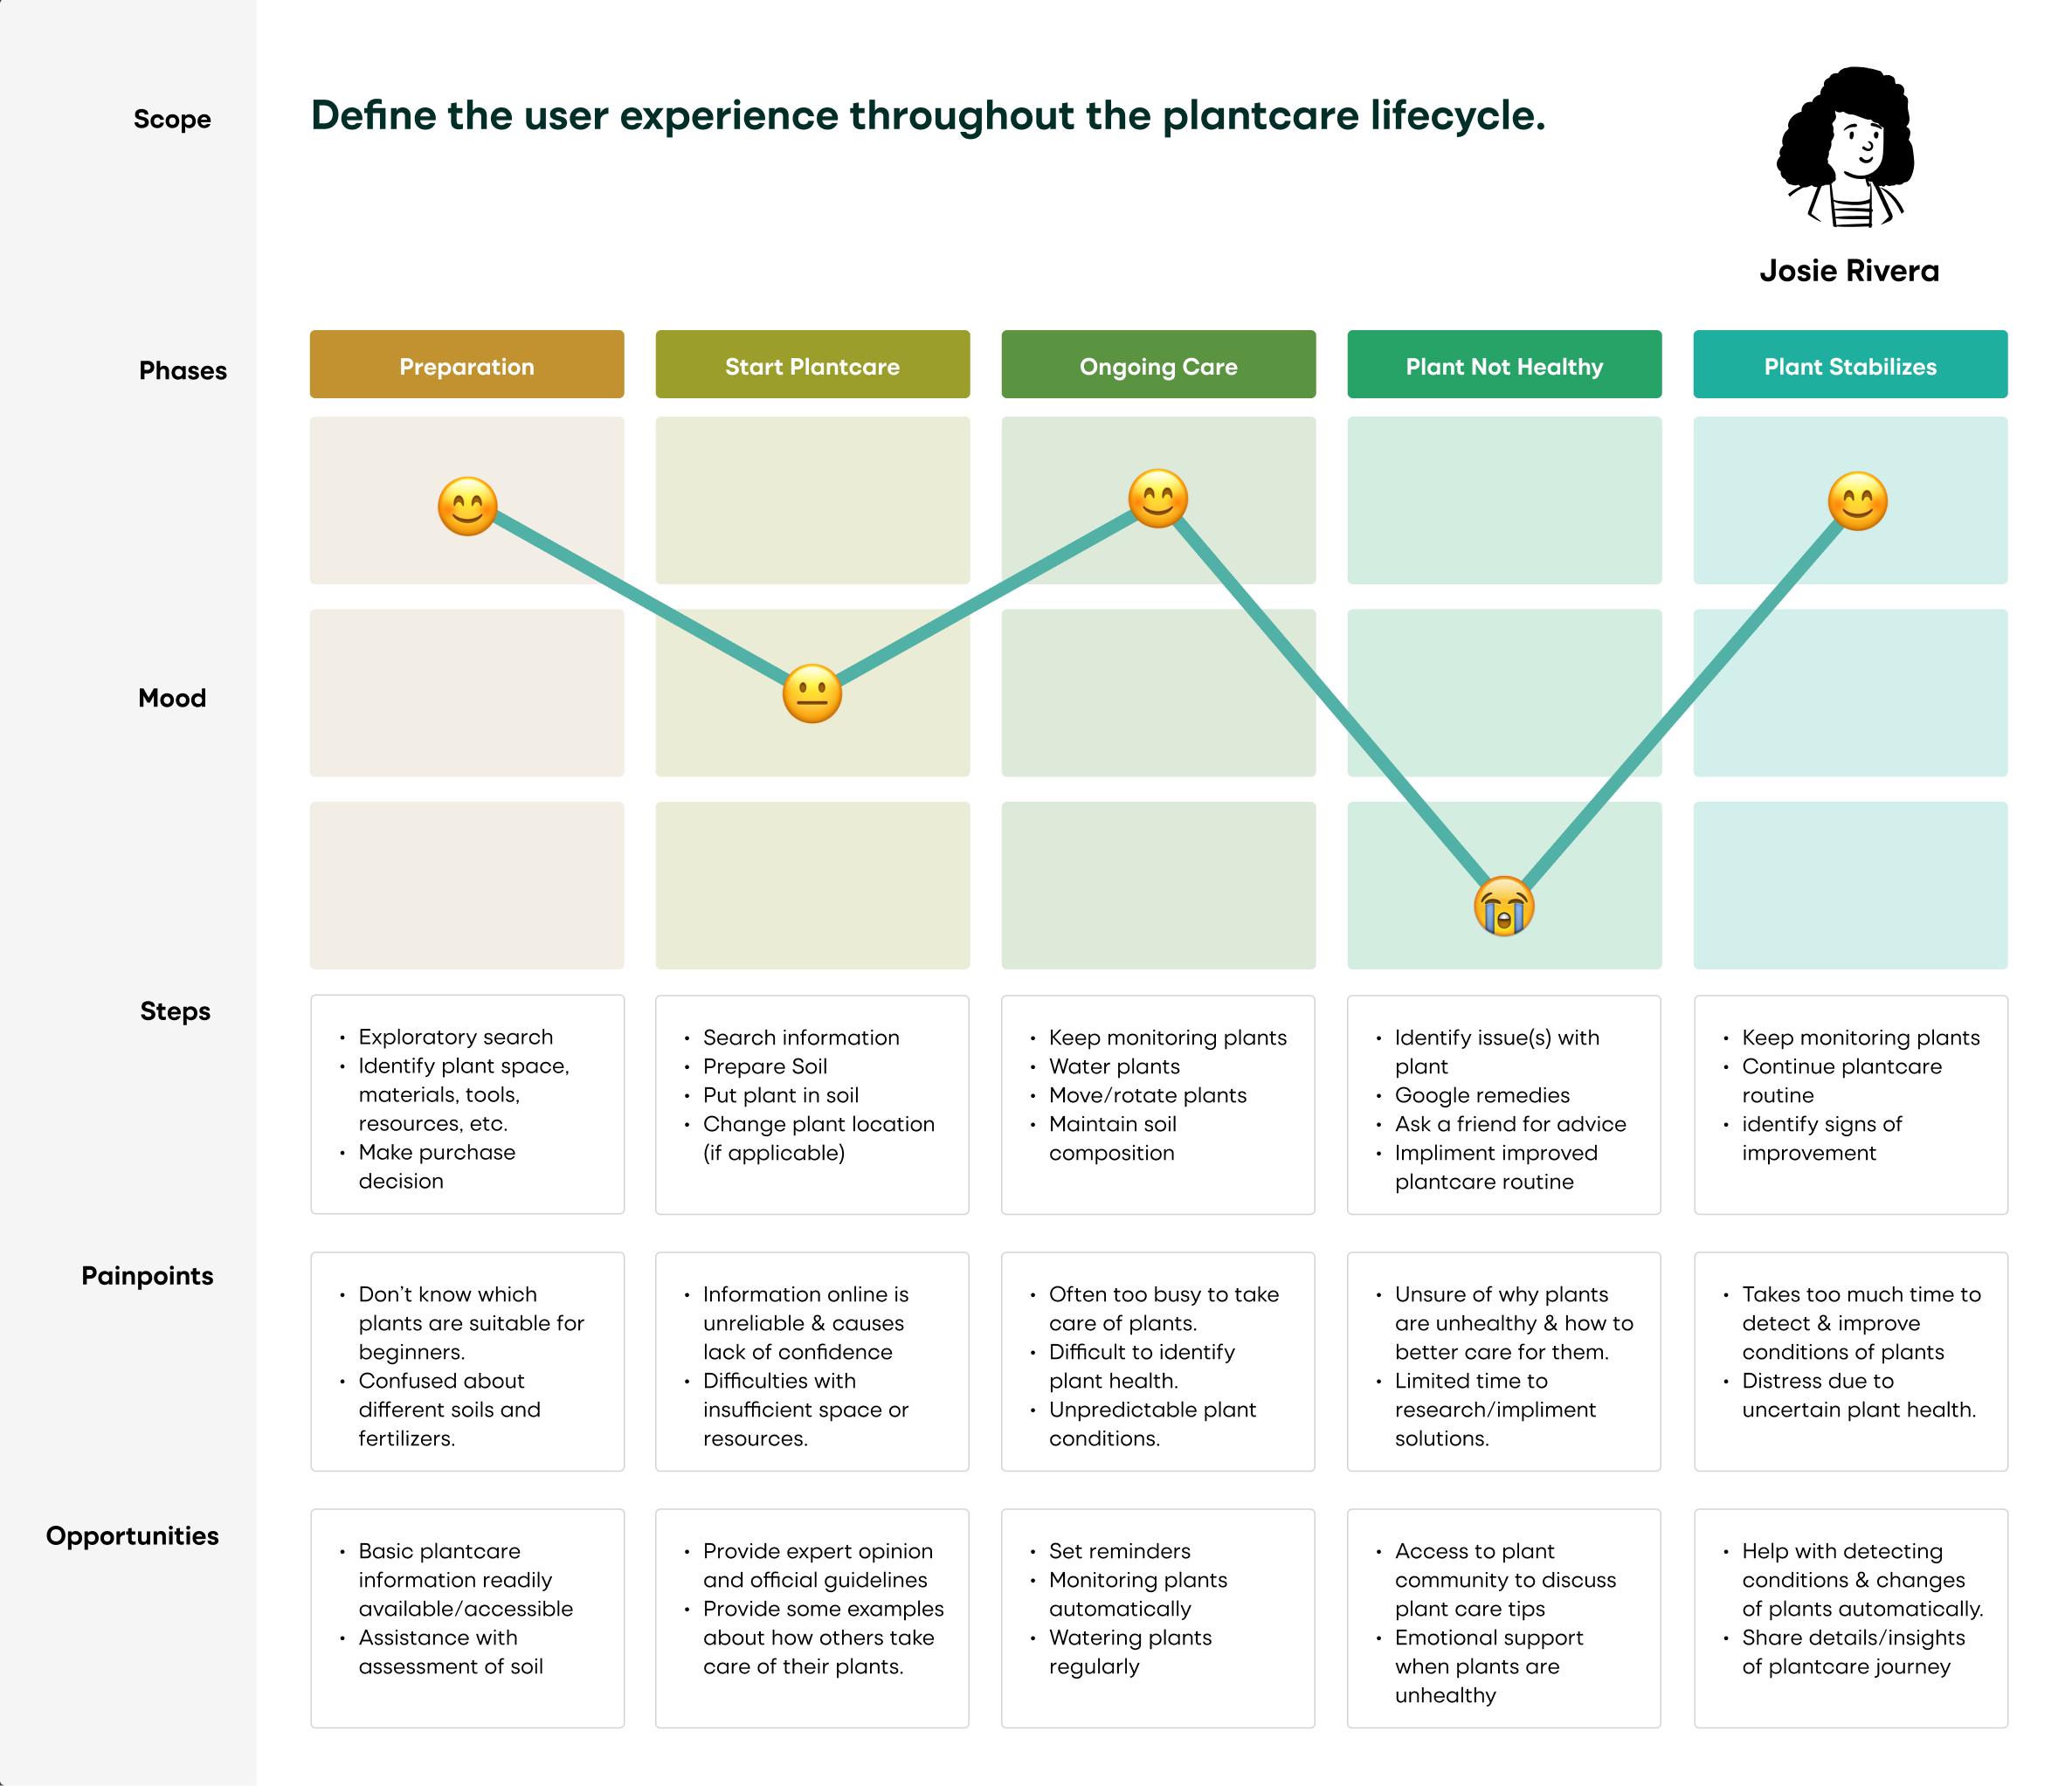 Scope
Define the user experience throughout the plantcare lifecycle.
Josie Rivera
Phases
Preparation
Start Plantcare
Ongoing Care
Plant Not Healthy
Plant Stabilizes
Mood
Steps
• Exploratory search
• Identify plant space,
materials, tools,
resources, etc.
• Make purchase
decision
• Search information
• Prepare Soil
• Put plant in soil
• Change plant location
(if applicable)
• Keep monitoring plants
• Water plants
• Move/rotate plants
• Maintain soil
composition
• Identify issue(s) with
plant
• Google remedies
• Ask a friend for advice
• Impliment improved
plantcare routine
• Keep monitoring plants
• Continue plantcare
routine
• identify signs of
improvement
Painpoints
• Don't know which
plants are suitable for
beginners.
• Confused about
different soils and
fertilizers.
• Information online is
unreliable & causes
lack of confidence
• Difficulties with
insufficient space or
resources.
• Often too busy to take
care of plants.
• Difficult to identify
plant health.
• Unpredictable plant
conditions.
• Unsure of why plants
are unhealthy & how to
better care for them.
• Limited time to
research/impliment
solutions.
• Takes too much time to
detect & improve
conditions of plants
• Distress due to
uncertain plant health.
Opportunities
• Basic plantcare
information readily
available/accessible
• Assistance with
assessment of soil
• Provide expert opinion
and official guidelines
• Provide some examples
about how others take
care of their plants.
• Set reminders
• Monitoring plants
automatically
• Watering plants
regularly
• Access to plant
community to discuss
plant care tips
• Emotional support
when plants are
unhealthy
• Help with detecting
conditions & changes
of plants automatically.
• Share details/insights
of plantcare journey